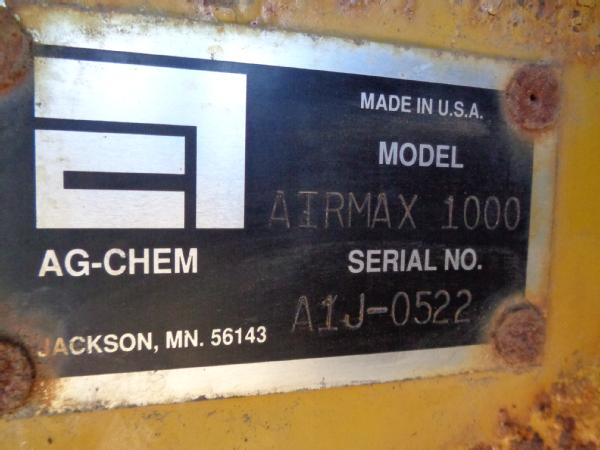 MADE IN U.S.A.
MODEL
AIRMAX 1000
AG-CHEM
SERIAL NO.
A1J-0522
JACKSON, MN. 56143